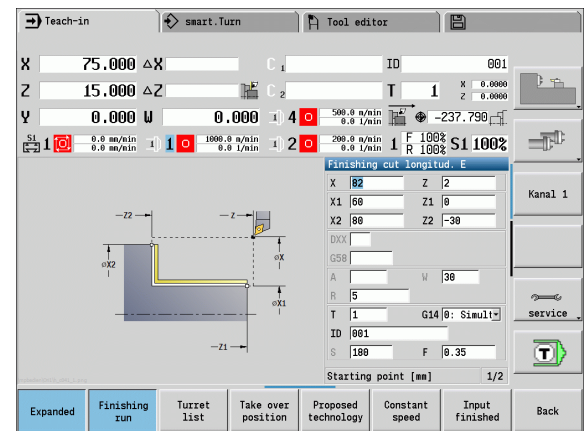 Teach-in smart.Turn Tool editor
X 75.000 △X C 1 ID 001
Z 15.000 △Z C 2 T 1 X 0.0000 Z 0.0000
Y 0.000 W 0.000 4 500.0 m/min 0.0 1/min -237.790
S1 1 0.0 mm/min 0.0 mm/min 1 1000.0 m/min 0.0 1/min 2 200.0 m/min 0.0 1/min 1 F 100% R 100% S1 100%
Finishing cut longitud. E
X 82 Z 2
X1 60 Z1 0
X2 80 Z2 -30
DXX
G58
A W 30
R 5
T 1 G14 0: Simult
ID 001
S 180 F 0.35
Starting point [mm] 1/2
Z2
Z
øX
øX2
øX1
Z1
Kanal 1
service
T
Expanded
Finishing run
Turret list
Take over position
Proposed technology
Constant speed
Input finished
Back